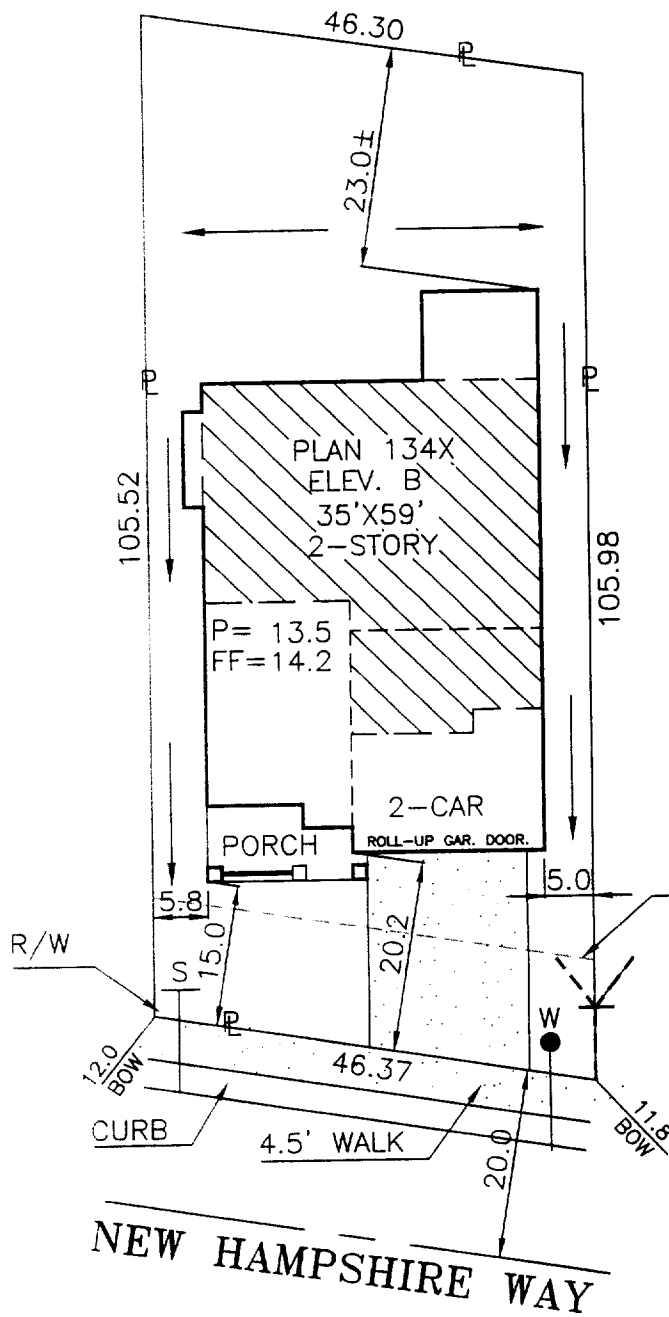 46.30
PL
23.0±
PL
PL
PLAN 134X
ELEV. B
35'X59'
2-STORY
105.52
105.98
P= 13.5
FF=14.2
2-CAR
PORCH
ROLL-UP GAR. DOOR.
5.8
5.0
15.0
20.2
R/W
S
W
PL
12.0
BOW
46.37
11.8
BOW
CURB
4.5' WALK
20.0
NEW HAMPSHIRE WAY